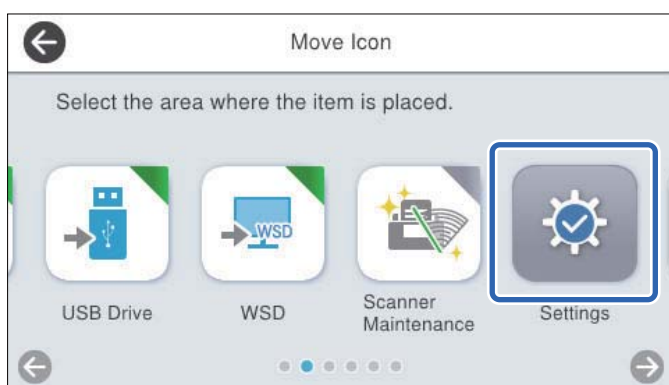 Move Icon
Select the area where the item is placed.
WSD
USB Drive
WSD
Scanner
Maintenance
Settings